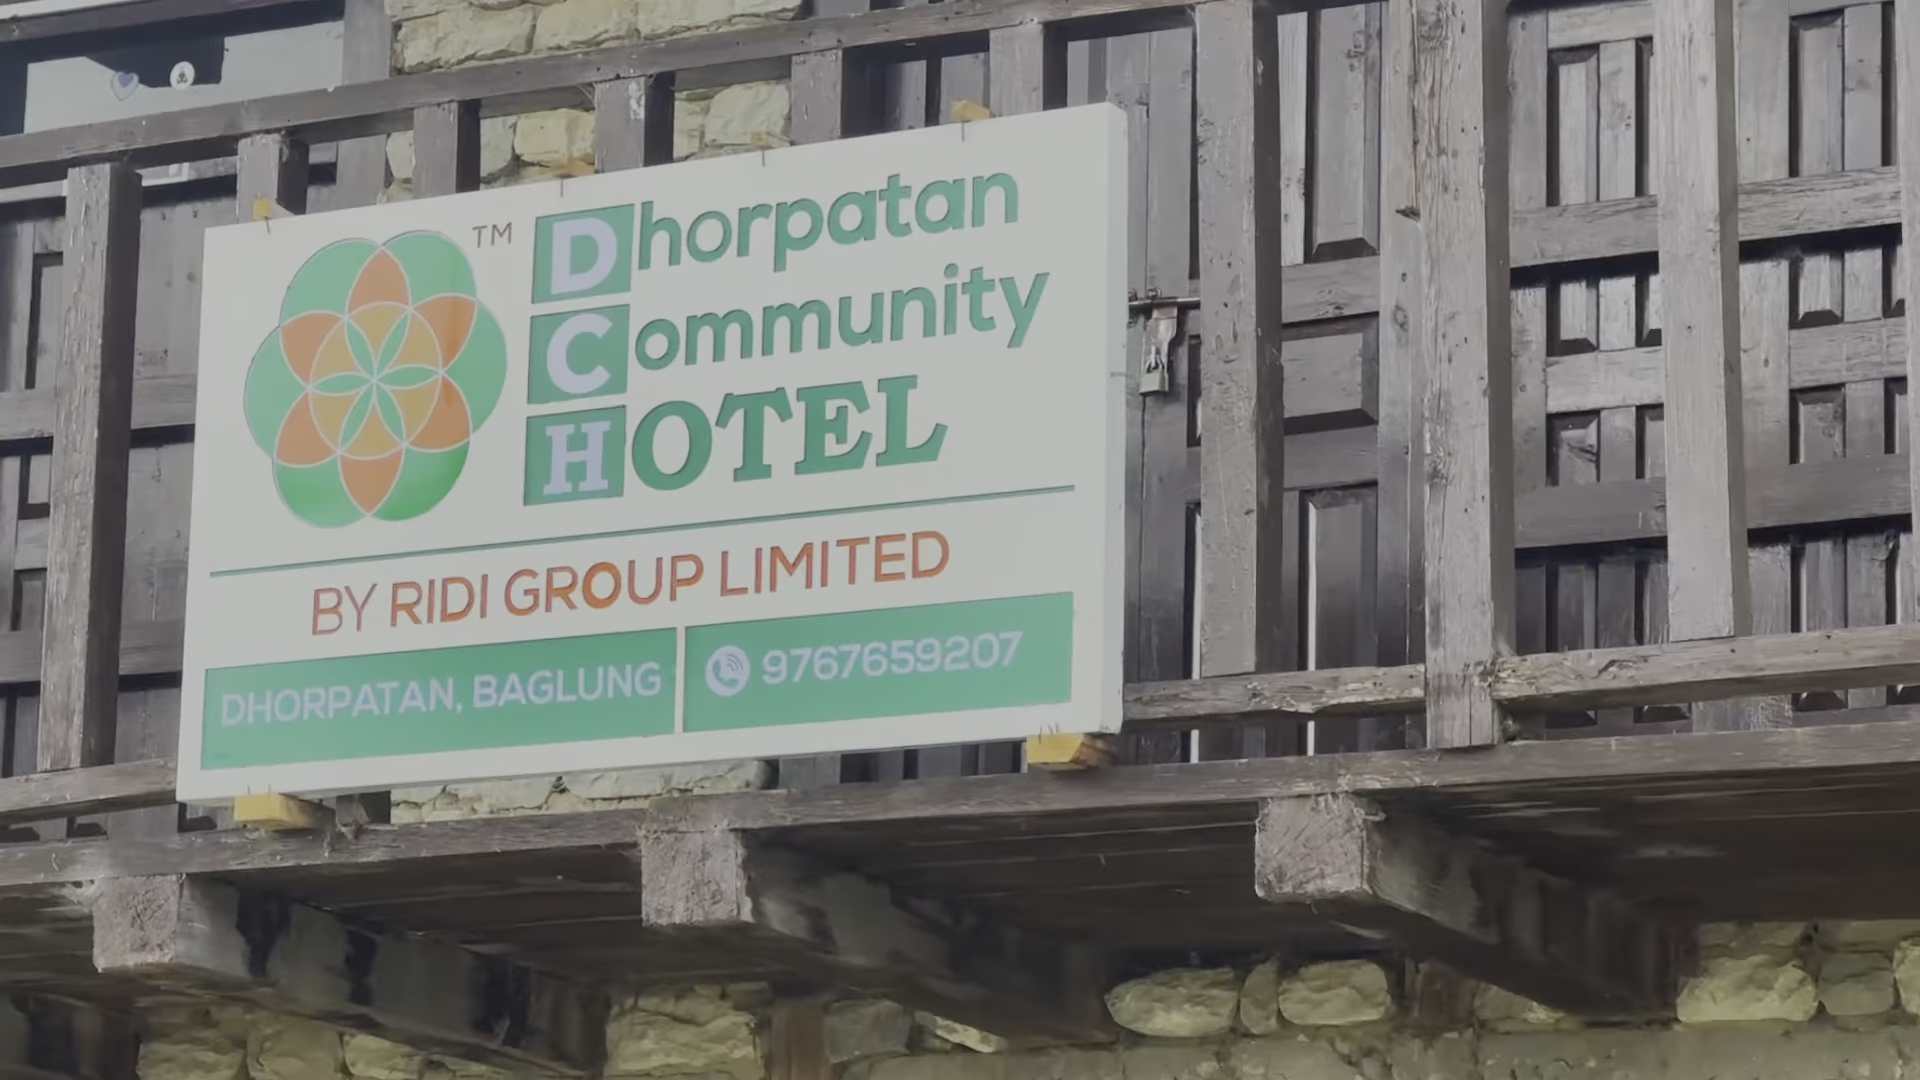 TM
Dhorpatan
Community
HOTEL
BY RIDI GROUP LIMITED
DHORPATAN, BAGLUNG
9767659207